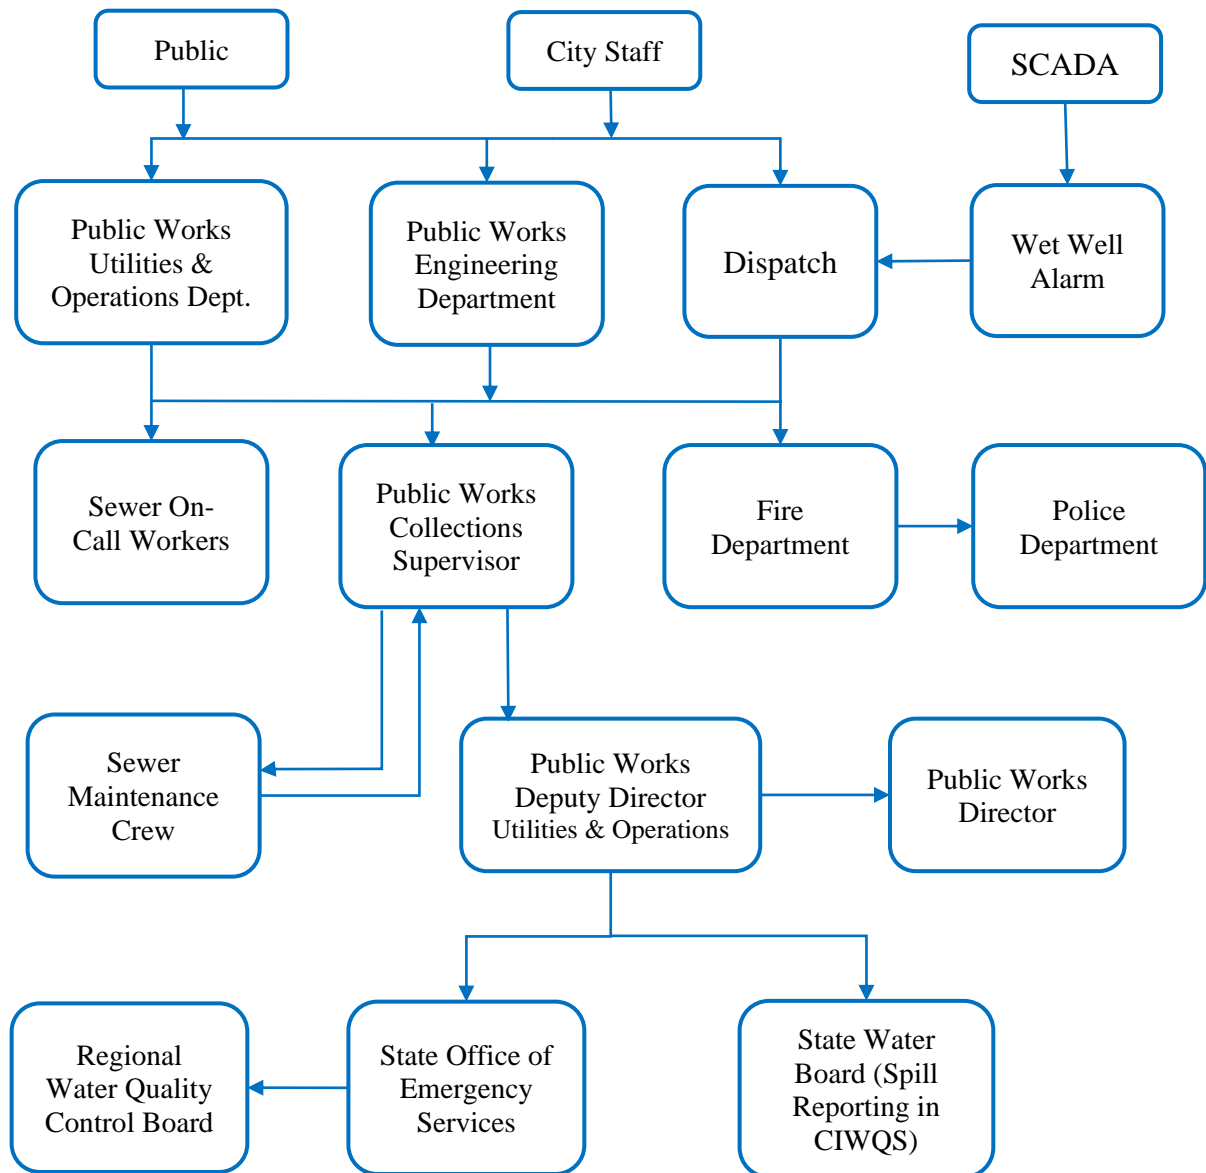 Public
City Staff
SCADA
Public Works
Utilities &
Operations Dept.
Public Works
Engineering
Department
Dispatch
Wet Well
Alarm
Sewer On-
Call Workers
Public Works
Collections
Supervisor
Fire
Department
Police
Department
Sewer
Maintenance
Crew
Public Works
Deputy Director
Utilities & Operations
Public Works
Director
Regional
Water Quality
Control Board
State Office of
Emergency
Services
State Water
Board (Spill
Reporting in
CIWQS)